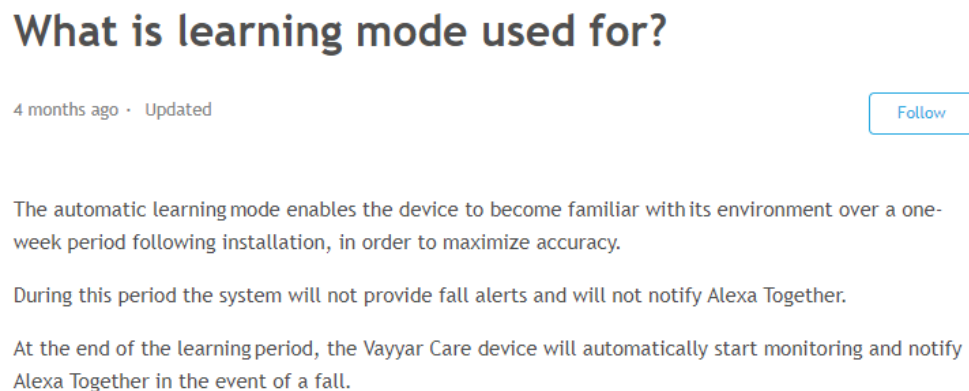 What is learning mode used for?
4 months ago · Updated
Follow
The automatic learning mode enables the device to become familiar with its environment over a one-
week period following installation, in order to maximize accuracy.
During this period the system will not provide fall alerts and will not notify Alexa Together.
At the end of the learning period, the Vayyar Care device will automatically start monitoring and notify
Alexa Together in the event of a fall.